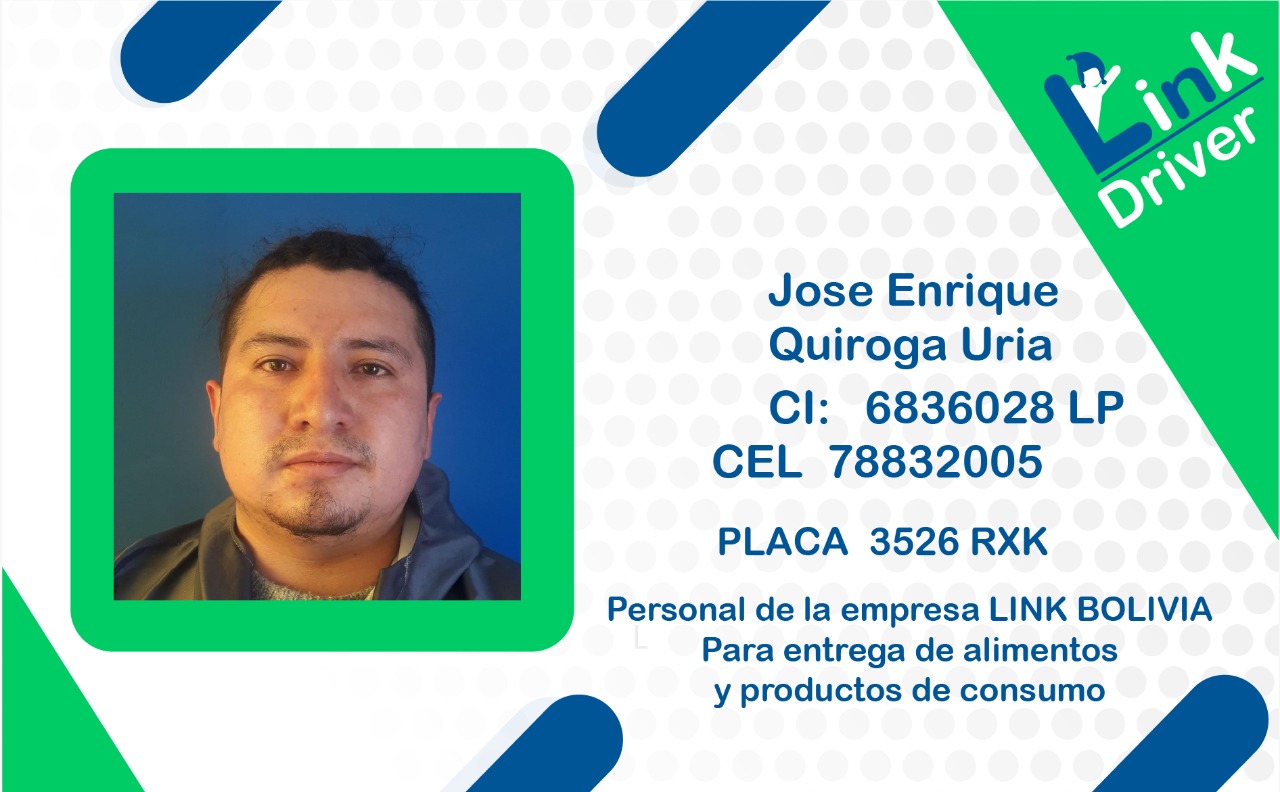 Link
Driver
Jose Enrique
Quiroga Uria
CI: 6836028 LP
CEL 78832005
PLACA 3526 RXK
Personal de la empresa LINK BOLIVIA
L
Para entrega de alimentos
y productos de consumo